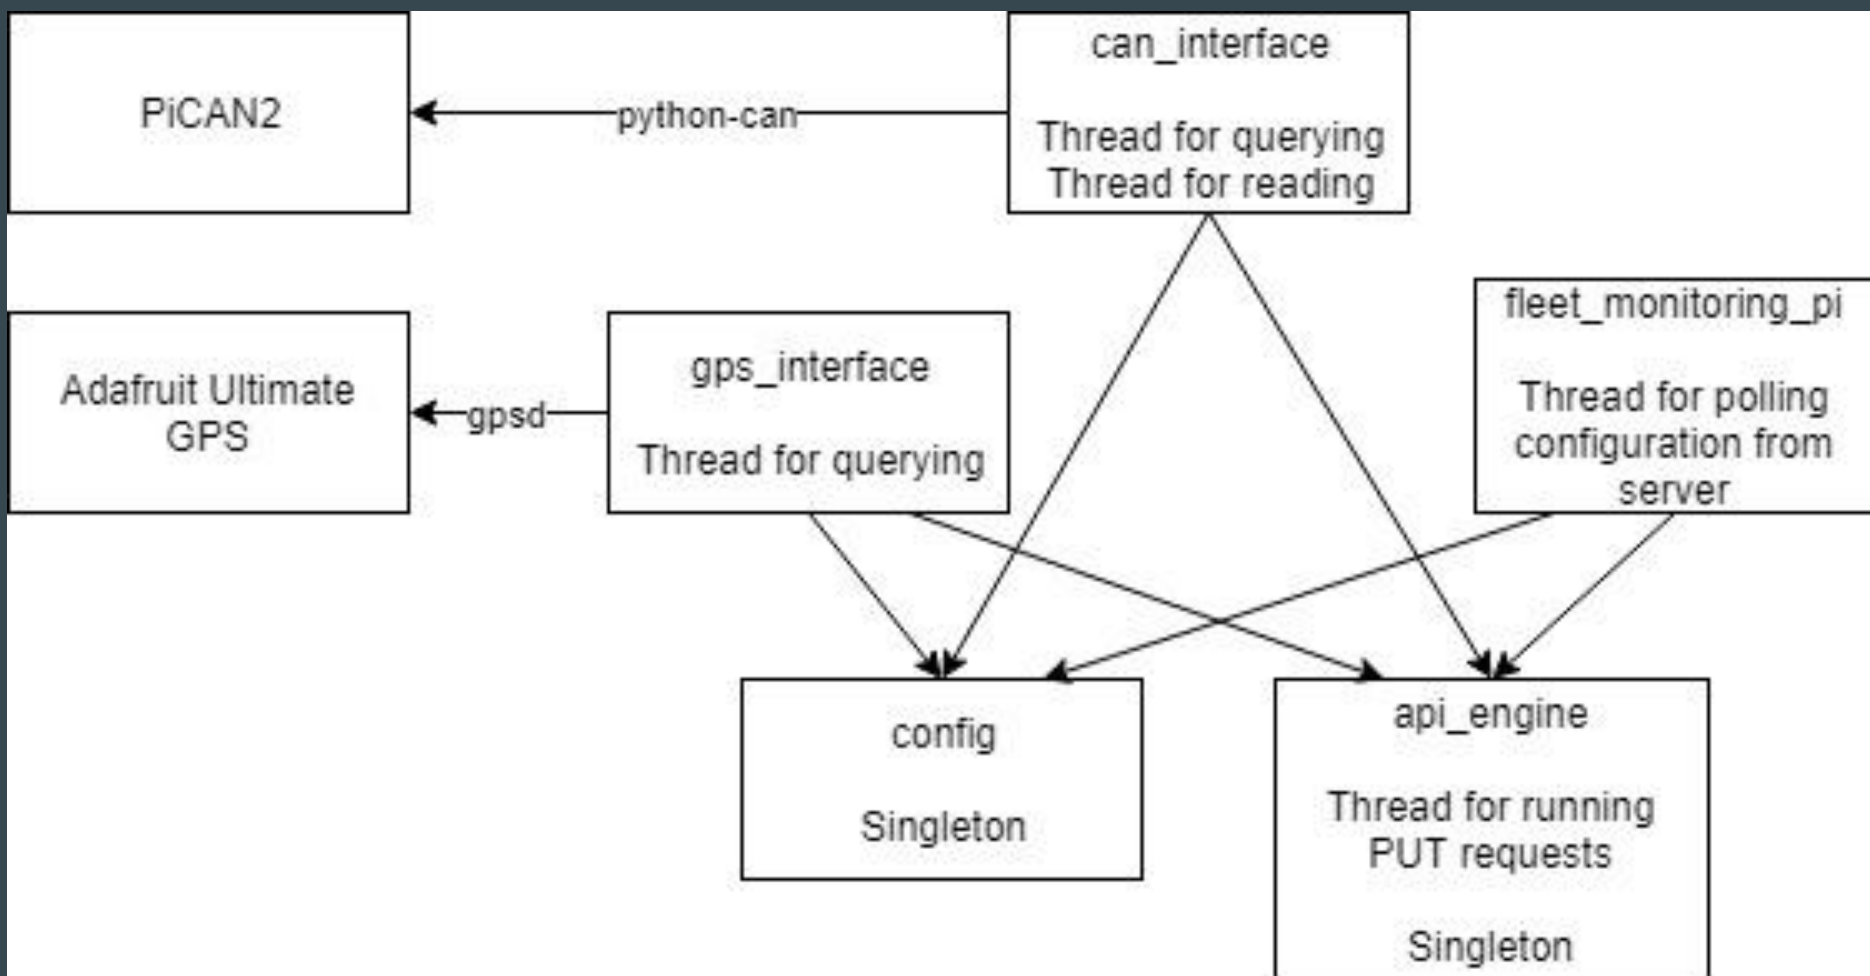 PiCAN2
python-can
can_interface
Thread for querying
Thread for reading
Adafruit Ultimate
GPS
gpsd
gps_interface
Thread for querying
fleet_monitoring_pi
Thread for polling
configuration from
server
config
Singleton
api_engine
Thread for running
PUT requests
Singleton